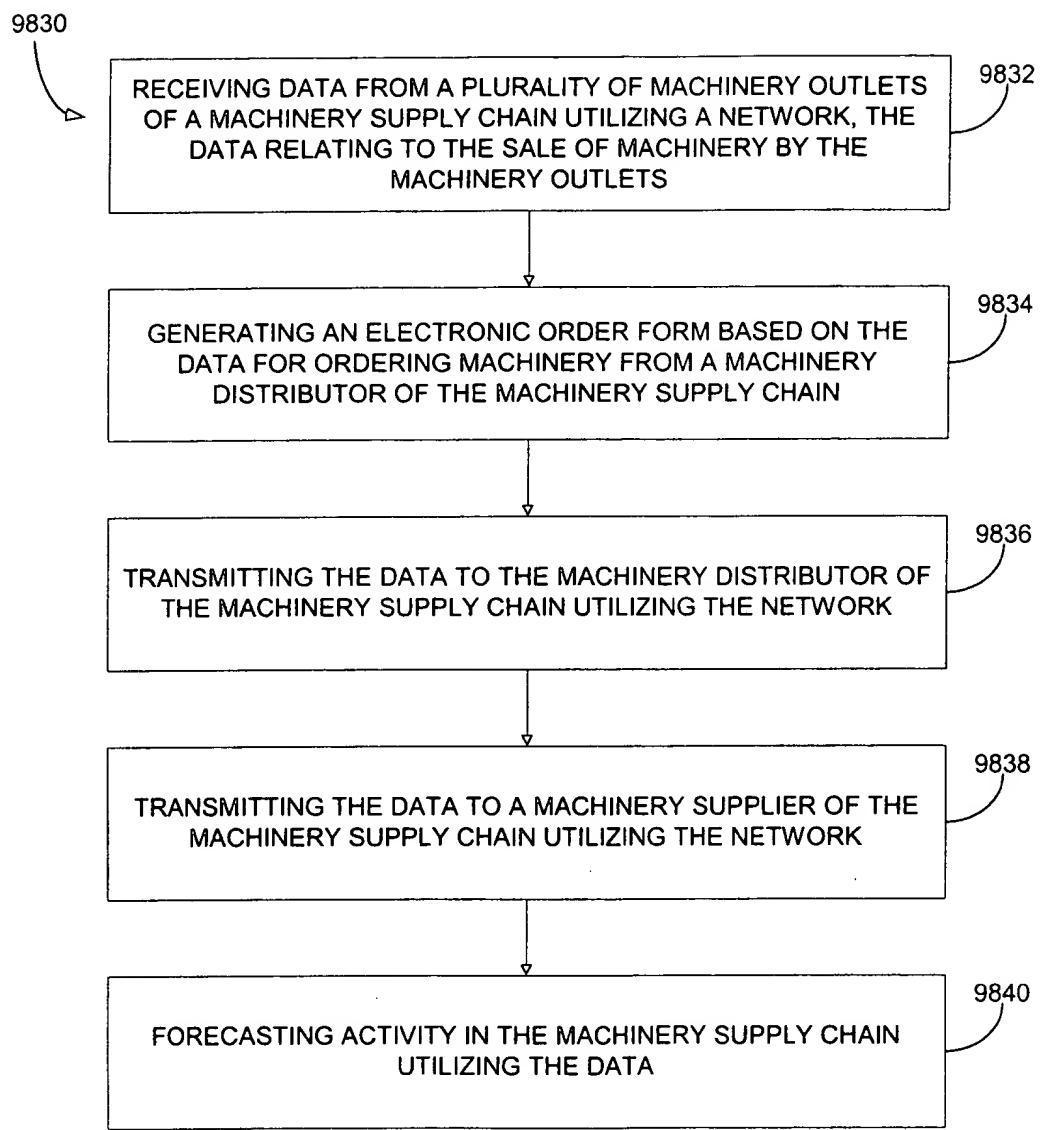 9830
RECEIVING DATA FROM A PLURALITY OF MACHINERY OUTLETS
OF A MACHINERY SUPPLY CHAIN UTILIZING A NETWORK, THE
DATA RELATING TO THE SALE OF MACHINERY BY THE
MACHINERY OUTLETS
9832
GENERATING AN ELECTRONIC ORDER FORM BASED ON THE
DATA FOR ORDERING MACHINERY FROM A MACHINERY
DISTRIBUTOR OF THE MACHINERY SUPPLY CHAIN
9834
TRANSMITTING THE DATA TO THE MACHINERY DISTRIBUTOR OF
THE MACHINERY SUPPLY CHAIN UTILIZING THE NETWORK
9836
TRANSMITTING THE DATA TO A MACHINERY SUPPLIER OF THE
MACHINERY SUPPLY CHAIN UTILIZING THE NETWORK
9838
FORECASTING ACTIVITY IN THE MACHINERY SUPPLY CHAIN
UTILIZING THE DATA
9840